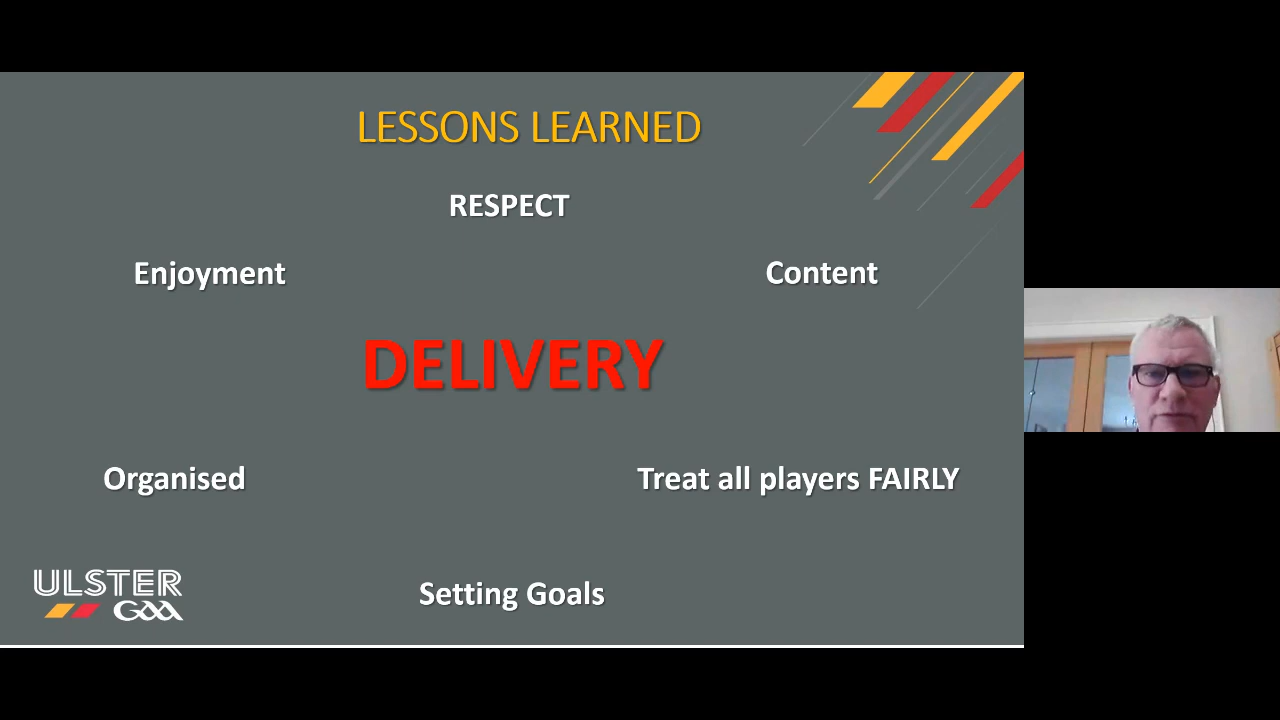 LESSONS LEARNED
RESPECT
Enjoyment
Content
DELIVERY
Organised
Treat all players FAIRLY
Setting Goals
ULSTER
GAA